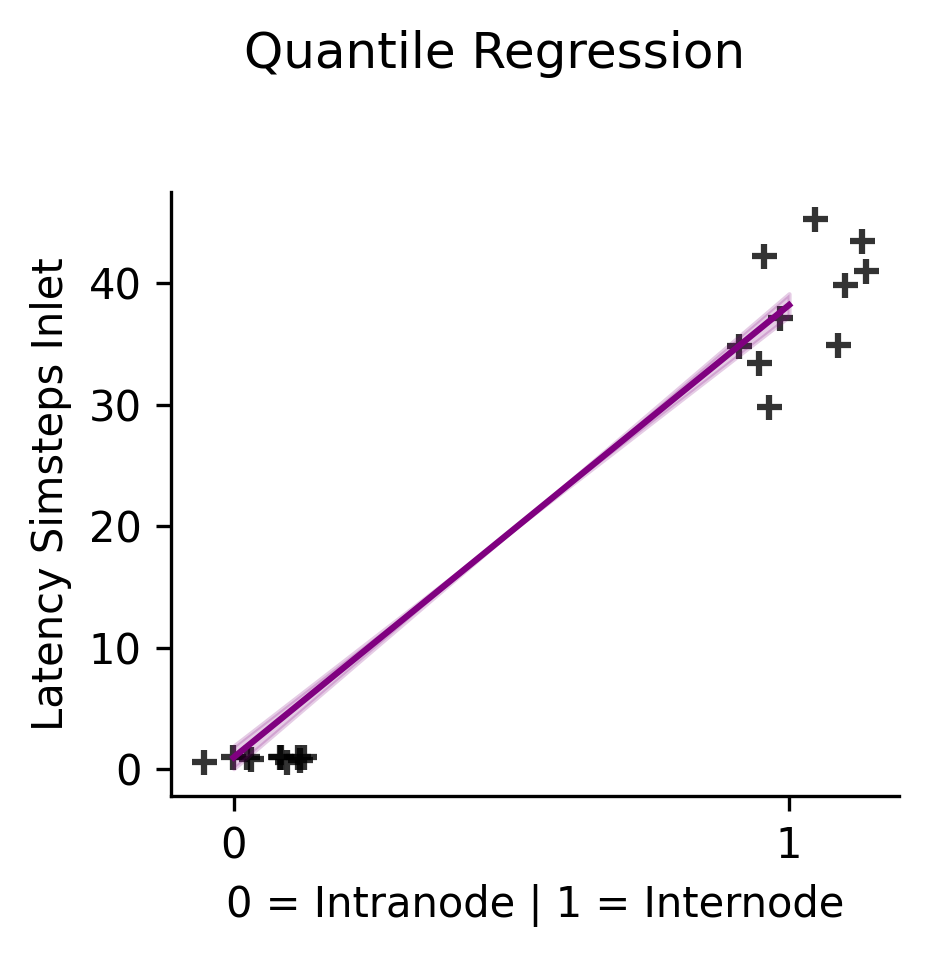 Quantile Regression
Latency Simsteps Inlet
40
30
20
10
0
0 1
0 = Intranode | 1 = Internode